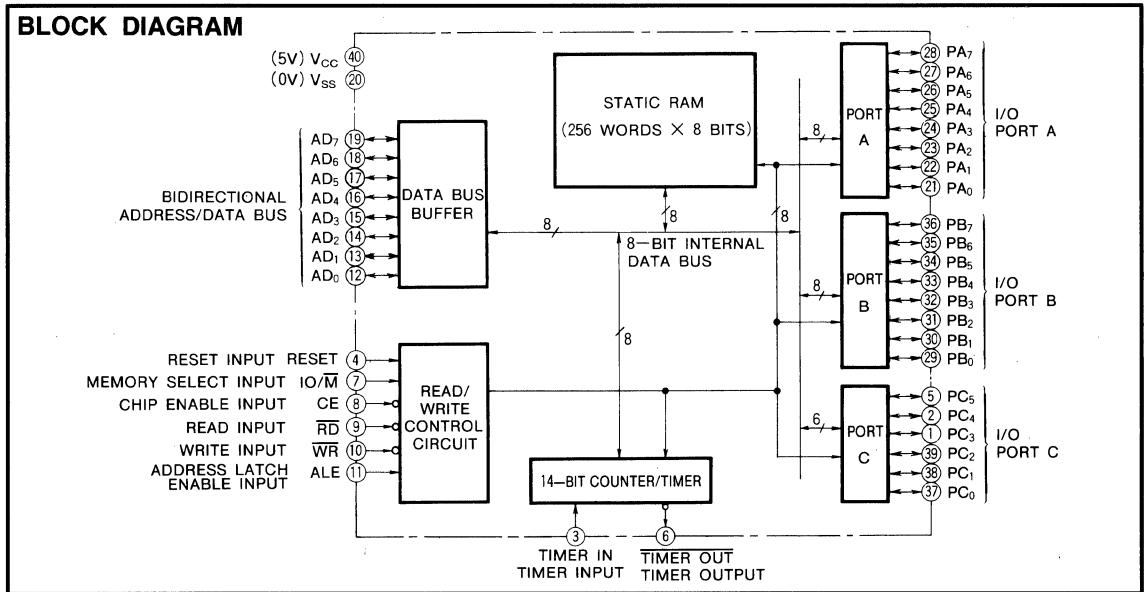 BLOCK DIAGRAM
(5V) VCC 40
(0V) VSS 20
BIDIRECTIONAL
ADDRESS/DATA BUS
AD7 19
AD6 18
AD5 17
AD4 16
AD3 15
AD2 14
AD1 13
AD0 12
DATA BUS
BUFFER
8
STATIC RAM
(256 WORDS × 8 BITS)
8
8-BIT INTERNAL
DATA BUS
8
8
8
PORT
A
28 PA7
27 PA6
26 PA5
25 PA4
24 PA3
23 PA2
22 PA1
21 PA0
I/O
PORT A
8
PORT
B
36 PB7
35 PB6
34 PB5
33 PB4
32 PB3
31 PB2
30 PB1
29 PB0
I/O
PORT B
6
PORT
C
5 PC5
2 PC4
1 PC3
39 PC2
38 PC1
37 PC0
I/O
PORT C
RESET INPUT RESET 4
MEMORY SELECT INPUT IO/M̅ 7
CHIP ENABLE INPUT CE 8
READ INPUT R̅D̅ 9
WRITE INPUT W̅R̅ 10
ADDRESS LATCH
ENABLE INPUT ALE 11
READ/
WRITE
CONTROL
CIRCUIT
14-BIT COUNTER/TIMER
3
TIMER IN
TIMER INPUT
6
T̅I̅M̅E̅R̅ ̅O̅U̅T̅
TIMER OUTPUT